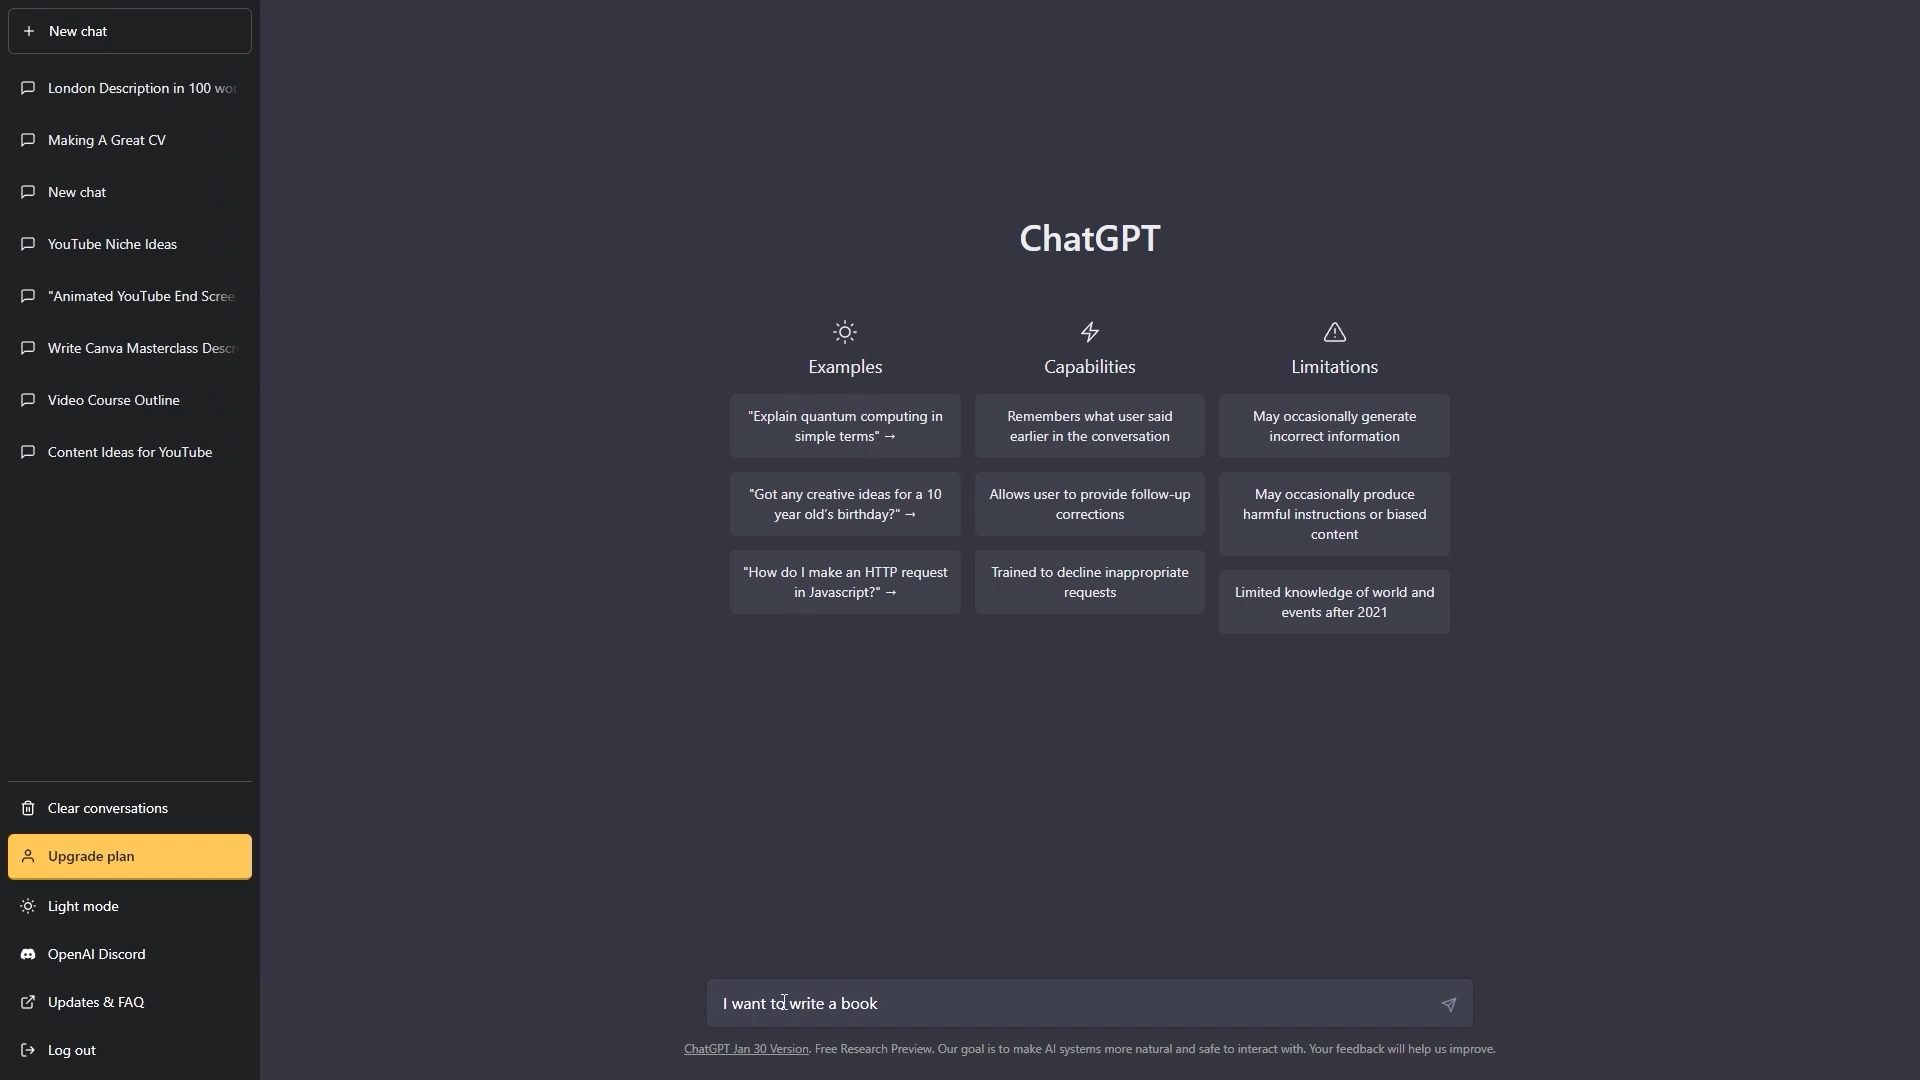 New chat
London Description in 100 wor
Making A Great CV
New chat
YouTube Niche Ideas
"Animated YouTube End Scree
Write Canva Masterclass Descr
Video Course Outline
Content Ideas for YouTube
Clear conversations
Upgrade plan
Light mode
OpenAI Discord
Updates & FAQ
Log out
ChatGPT
Examples
"Explain quantum computing in
simple terms" →
"Got any creative ideas for a 10
year old's birthday?" →
"How do I make an HTTP request
in Javascript?" →
Capabilities
Remembers what user said
earlier in the conversation
Allows user to provide follow-up
corrections
Trained to decline inappropriate
requests
Limitations
May occasionally generate
incorrect information
May occasionally produce
harmful instructions or biased
content
Limited knowledge of world and
events after 2021
I want to write a book
ChatGPT Jan 30 Version. Free Research Preview. Our goal is to make AI systems more natural and safe to interact with. Your feedback will help us improve.